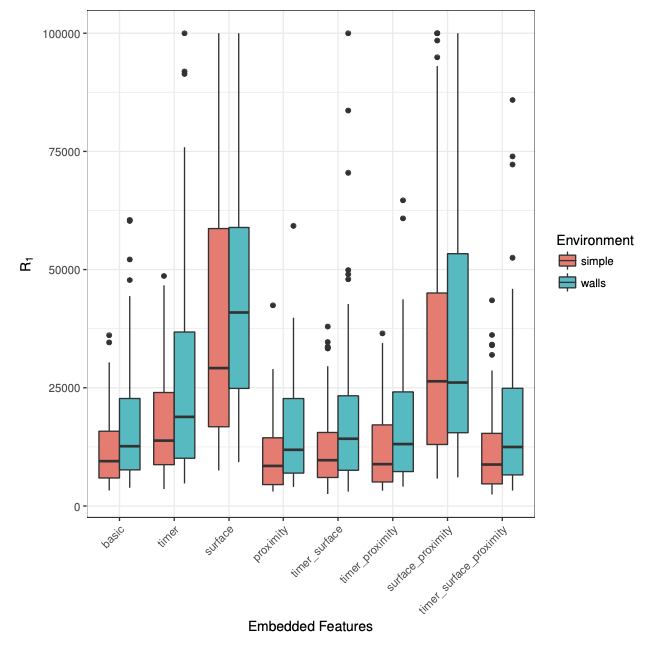 100000
75000
50000
25000
0
R1
basic
timer
surface
proximity
timer_surface
timer_proximity
surface_proximity
timer_surface_proximity
Embedded Features
Environment
simple
walls